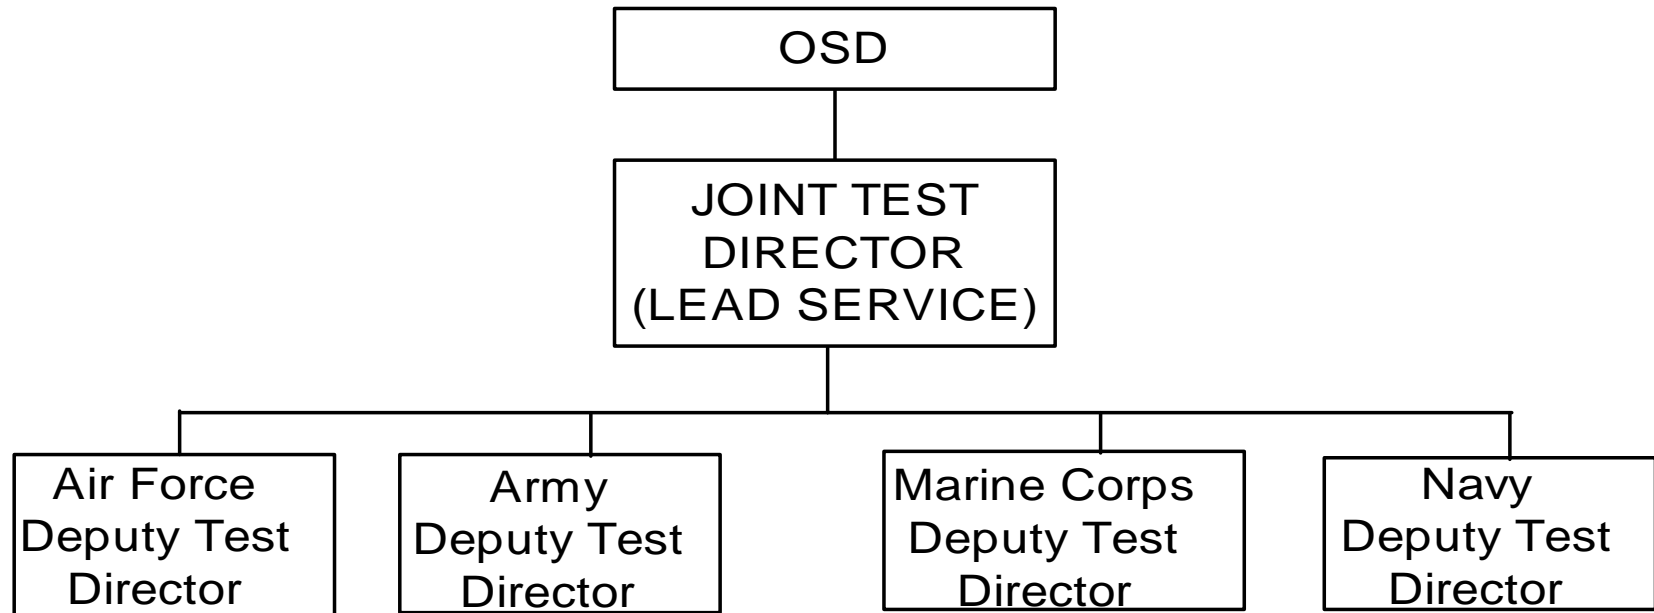 OSD
JOINT TEST
DIRECTOR
(LEAD SERVICE)
Air Force
Deputy Test
Director
Army
Deputy Test
Director
Marine Corps
Deputy Test
Director
Navy
Deputy Test
Director